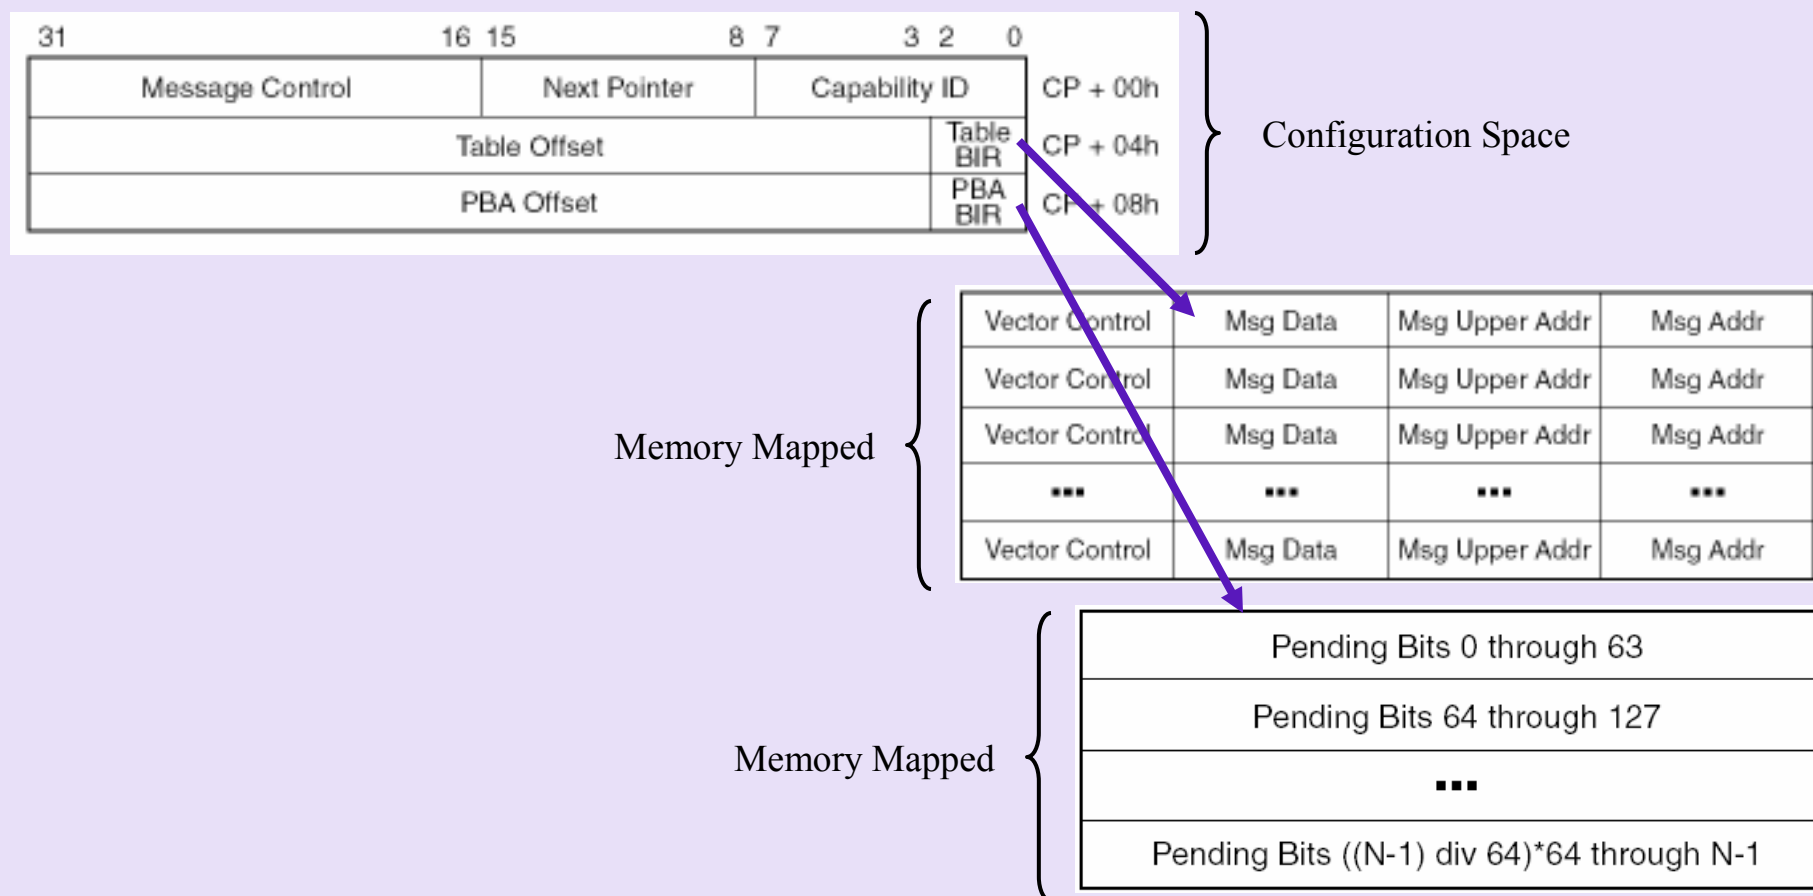 31 16 15 8 7 3 2 0
Message Control Next Pointer Capability ID CP + 00h
Table Offset Table BIR CP + 04h
PBA Offset PBA BIR CP + 08h
Configuration Space
Memory Mapped
Vector Control Msg Data Msg Upper Addr Msg Addr
Vector Control Msg Data Msg Upper Addr Msg Addr
Vector Control Msg Data Msg Upper Addr Msg Addr
... ... ... ...
Vector Control Msg Data Msg Upper Addr Msg Addr
Memory Mapped
Pending Bits 0 through 63
Pending Bits 64 through 127
...
Pending Bits ((N-1) div 64)*64 through N-1